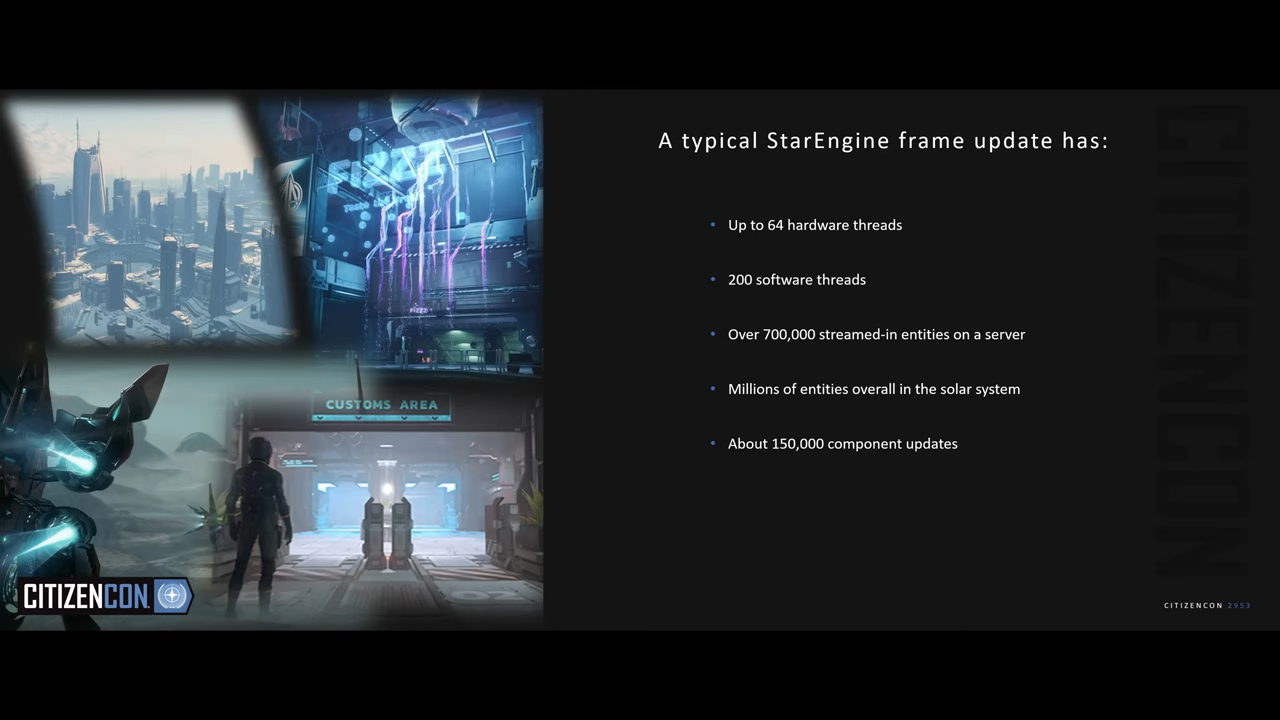 A typical StarEngine frame update has:
• Up to 64 hardware threads
• 200 software threads
• Over 700,000 streamed-in entities on a server
• Millions of entities overall in the solar system
• About 150,000 component updates
FIZZ
CUSTOMS AREA
FIZZ
CITIZENCON
CITIZENCON
CITIZENCON 2953